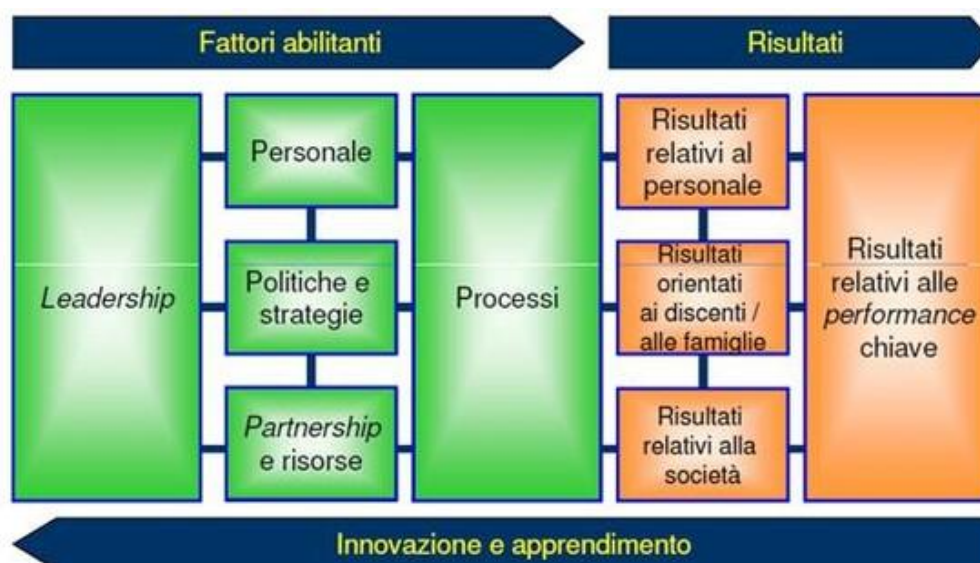 Fattori abilitanti
Risultati
Leadership
Personale
Politiche e
strategie
Partnership
e risorse
Processi
Risultati
relativi al
personale
Risultati
orientati
ai discenti /
alle famiglie
Risultati
relativi alla
società
Risultati
relativi alle
performance
chiave
Innovazione e apprendimento